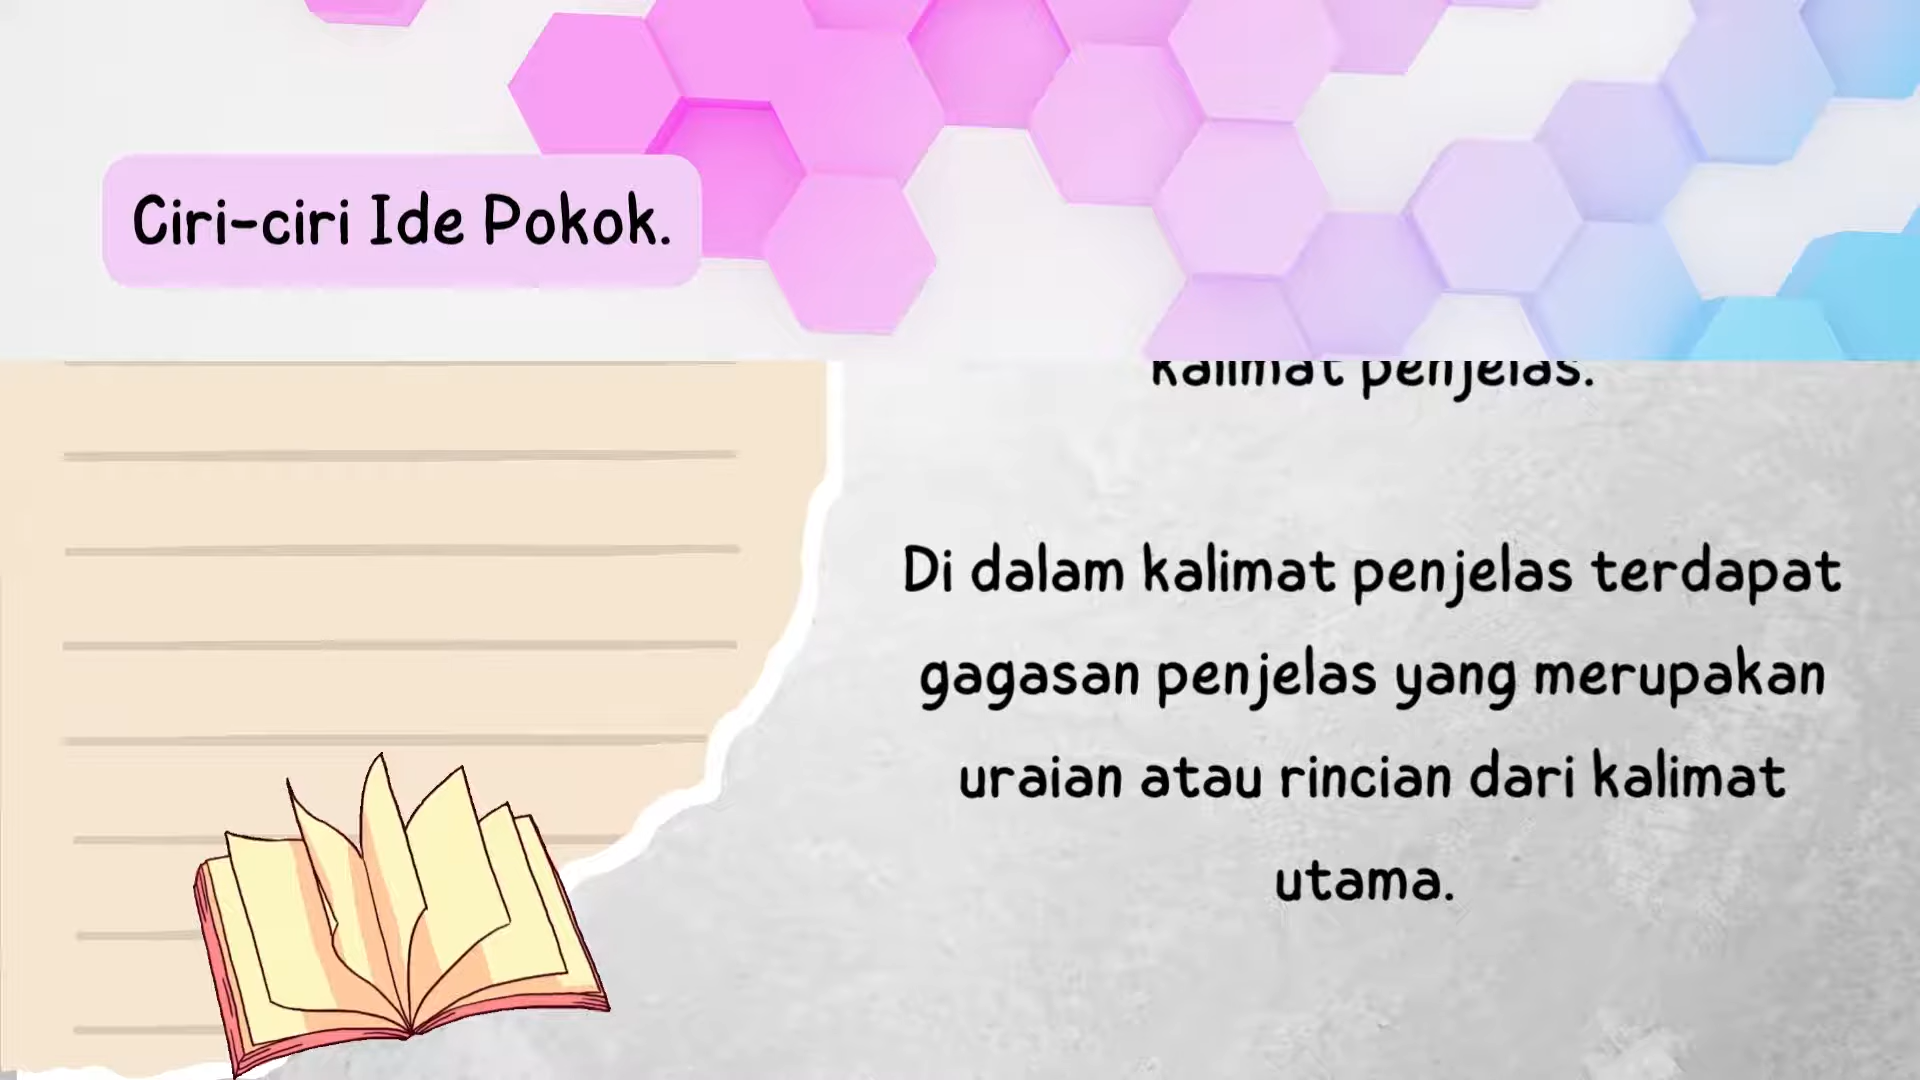 Ciri-ciri Ide Pokok.
kalimat penjelas.
Di dalam kalimat penjelas terdapat
gagasan penjelas yang merupakan
uraian atau rincian dari kalimat
utama.